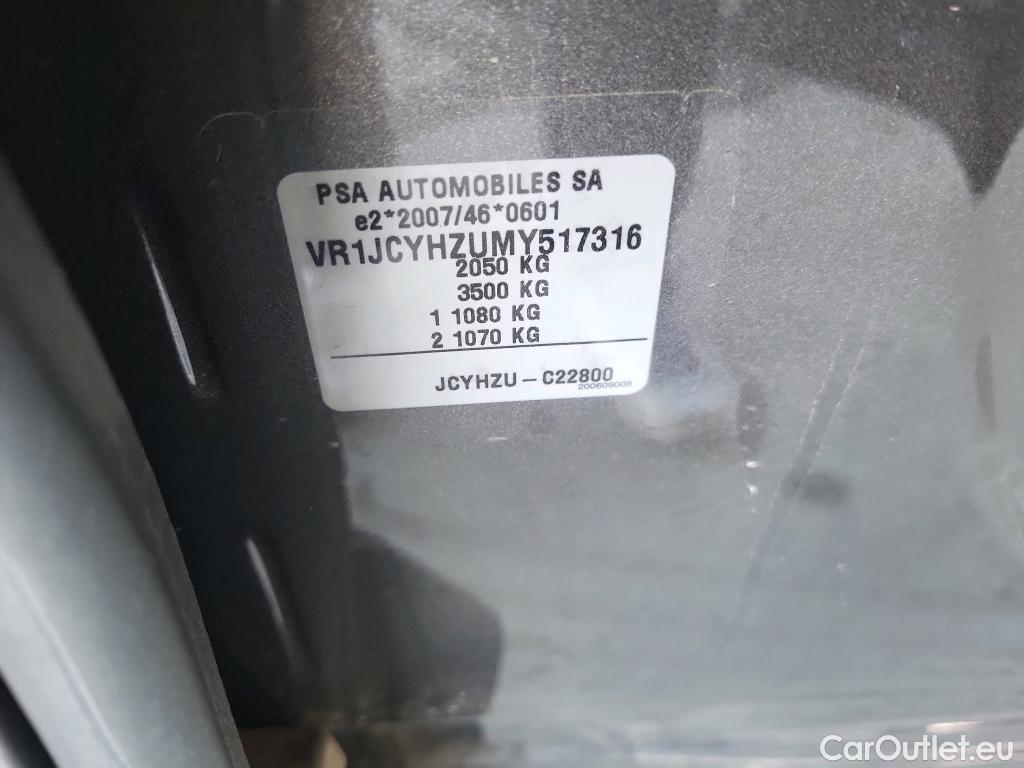 PSA AUTOMOBILES SA
e2*2007/46*0601
VR1JCYHZUMY517316
2050 KG
3500 KG
1 1080 KG
2 1070 KG
JCYHZU – C22800
200609008
CarOutlet.eu